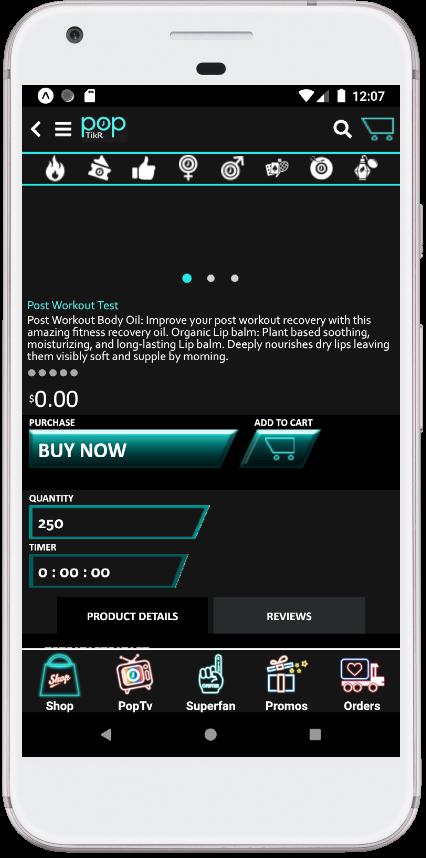 12:07
pop
TikR
Post Workout Test
Post Workout Body Oil: Improve your post workout recovery with this
amazing fitness recovery oil. Organic Lip balm: Plant based soothing,
moisturizing, and long-lasting Lip balm. Deeply nourishes dry lips leaving
them visibly soft and supple by morning.
$0.00
PURCHASE ADD TO CART
BUY NOW
QUANTITY
250
TIMER
0 : 00 : 00
PRODUCT DETAILS REVIEWS
Shop
Shop PopTv Superfan Promos Orders